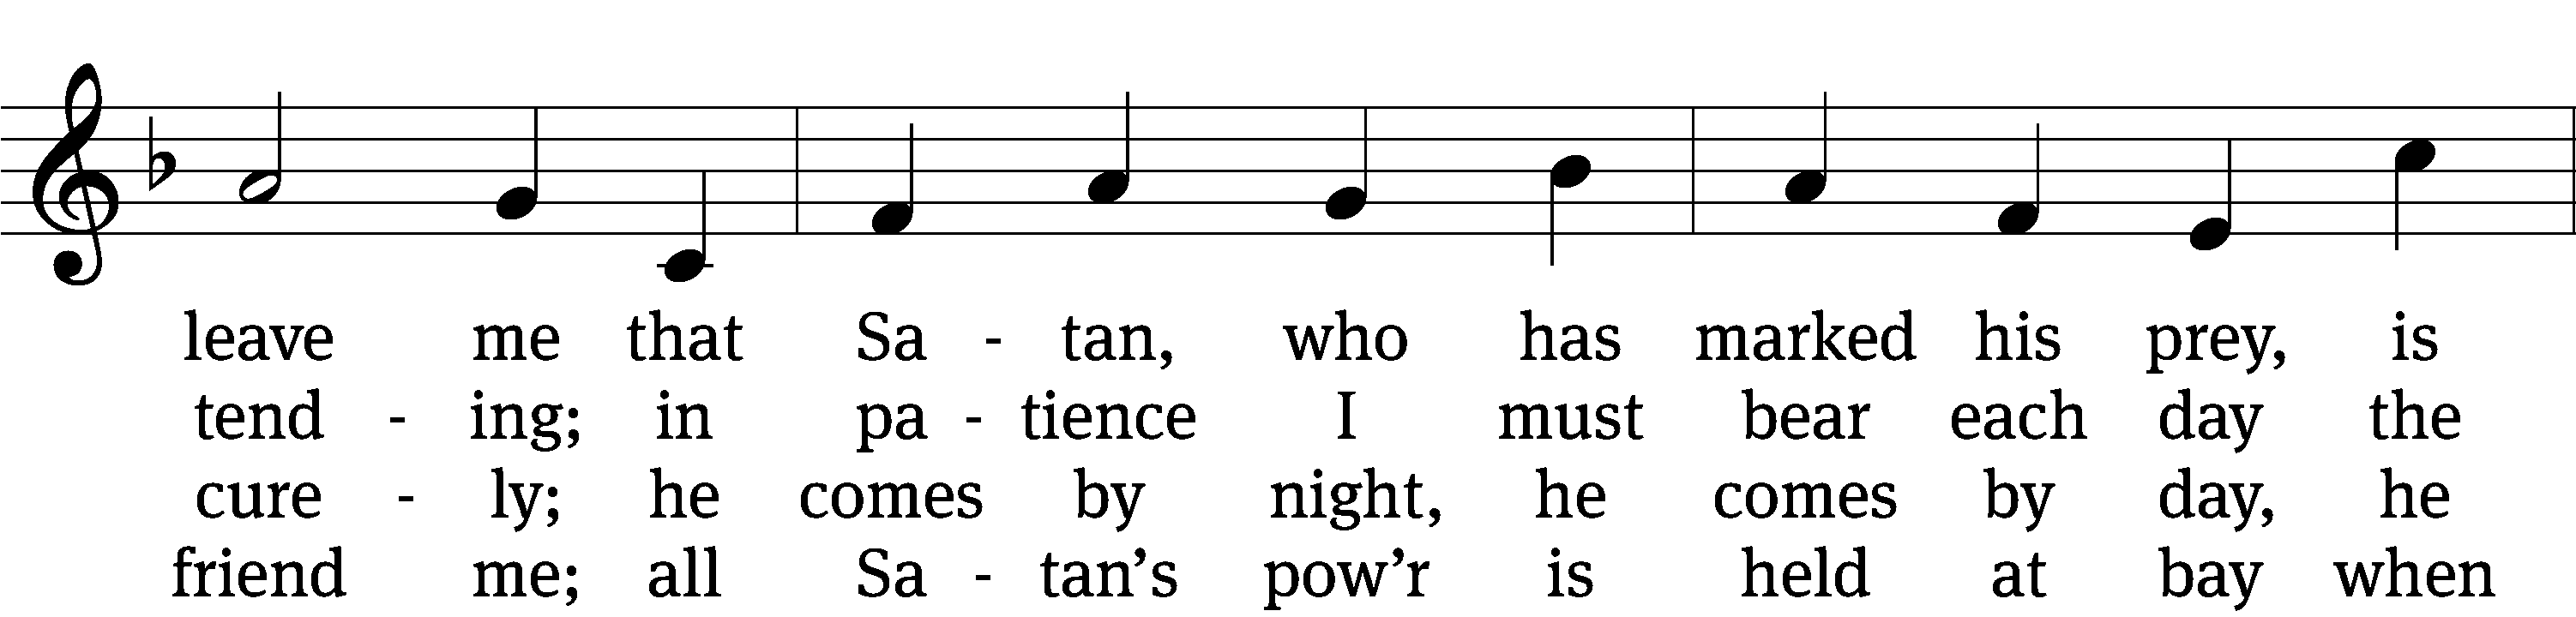 leave me that Sa - tan, who has marked his prey, is
tend - ing; in pa - tience I must bear each day the
cure - ly; he comes by night, he comes by day, he
friend me; all Sa - tan’s pow’r is held at bay when